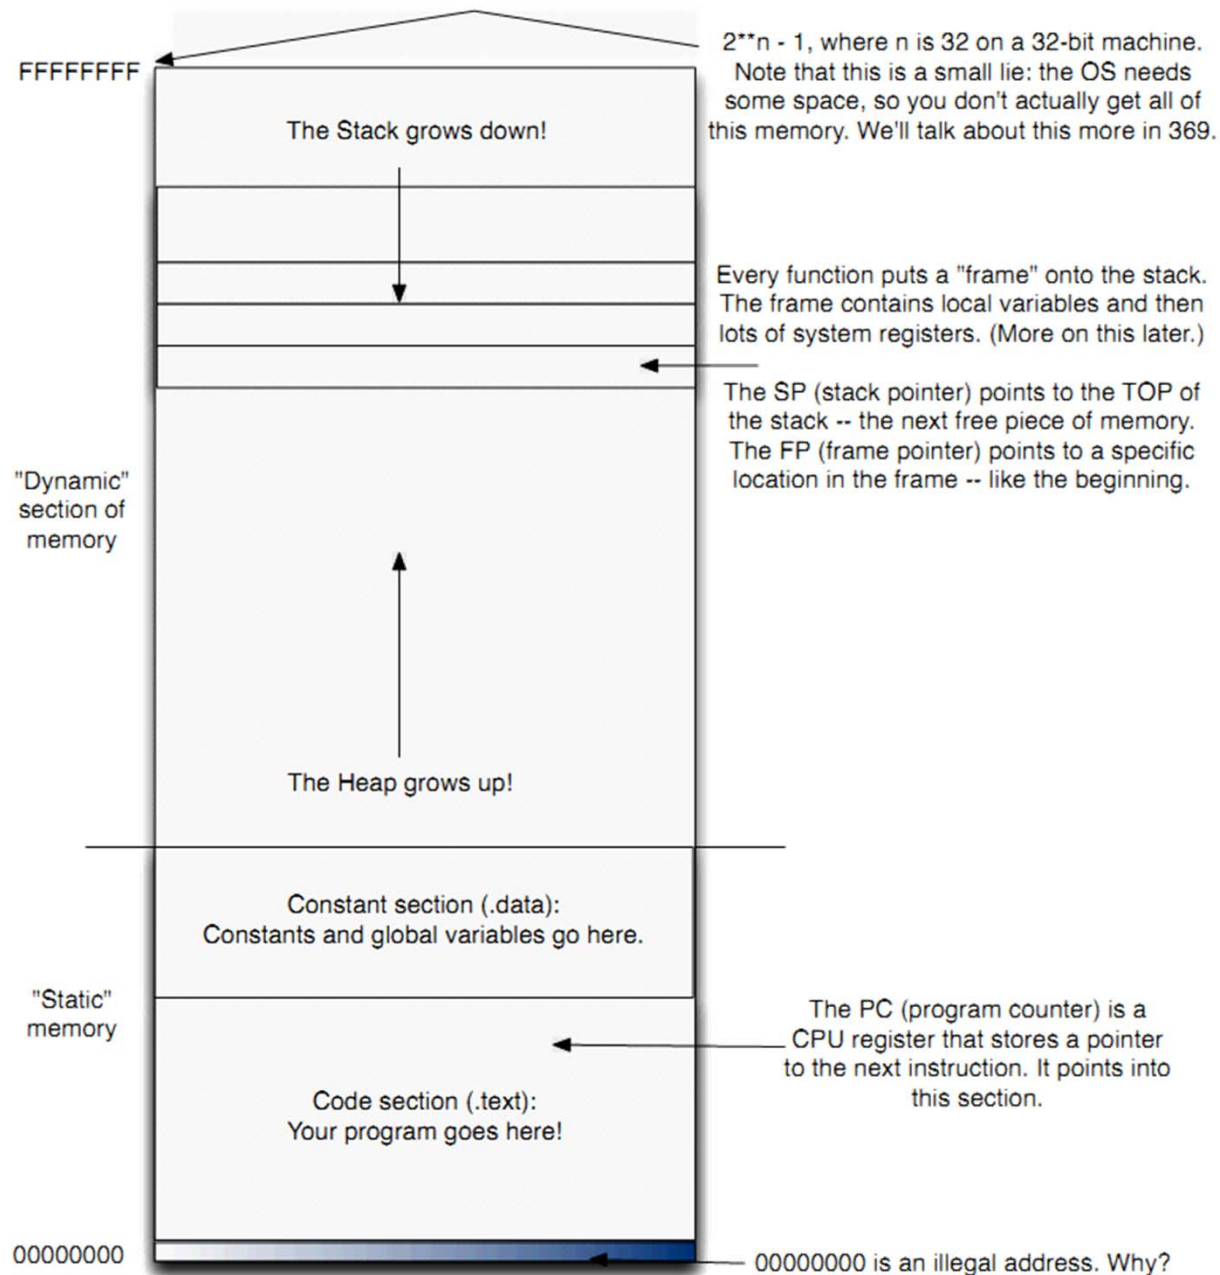 2**n - 1, where n is 32 on a 32-bit machine.
Note that this is a small lie: the OS needs
some space, so you don't actually get all of
this memory. We'll talk about this more in 369.
FFFFFFFF
The Stack grows down!
Every function puts a "frame" onto the stack.
The frame contains local variables and then
lots of system registers. (More on this later.)
The SP (stack pointer) points to the TOP of
the stack -- the next free piece of memory.
The FP (frame pointer) points to a specific
location in the frame -- like the beginning.
"Dynamic"
section of
memory
The Heap grows up!
Constant section (.data):
Constants and global variables go here.
"Static"
memory
The PC (program counter) is a
CPU register that stores a pointer
to the next instruction. It points into
this section.
Code section (.text):
Your program goes here!
00000000
00000000 is an illegal address. Why?